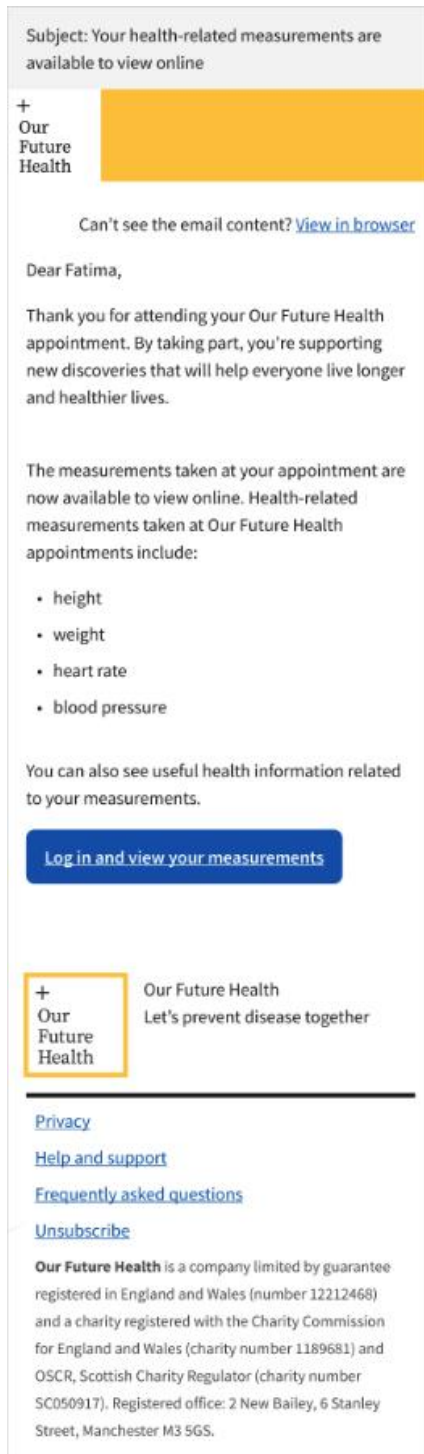 Subject: Your health-related measurements are
available to view online
+
Our
Future
Health
Can't see the email content? View in browser
Dear Fatima,
Thank you for attending your Our Future Health
appointment. By taking part, you're supporting
new discoveries that will help everyone live longer
and healthier lives.
The measurements taken at your appointment are
now available to view online. Health-related
measurements taken at Our Future Health
appointments include:
• height
• weight
• heart rate
• blood pressure
You can also see useful health information related
to your measurements.
Log in and view your measurements
+
Our
Future
Health
Our Future Health
Let's prevent disease together
Privacy
Help and support
Frequently asked questions
Unsubscribe
Our Future Health is a company limited by guarantee
registered in England and Wales (number 12212468)
and a charity registered with the Charity Commission
for England and Wales (charity number 1189681) and
OSCR, Scottish Charity Regulator (charity number
SC050917). Registered office: 2 New Bailey, 6 Stanley
Street, Manchester M3 5GS.